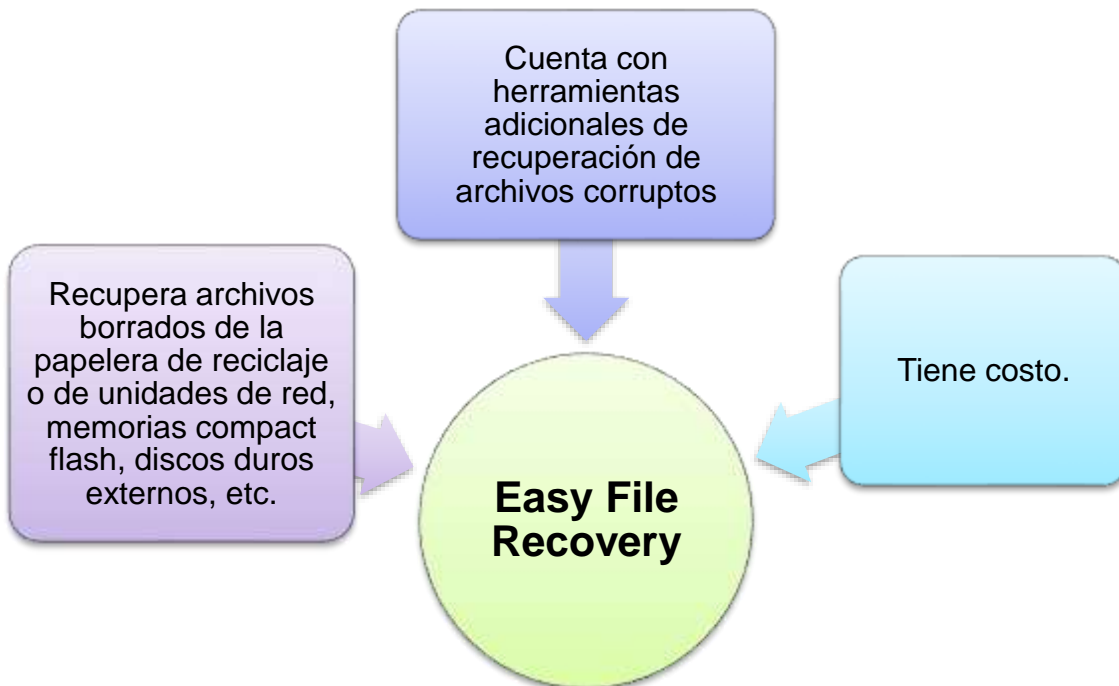 Cuenta con
herramientas
adicionales de
recuperación de
archivos corruptos
Recupera archivos
borrados de la
papelera de reciclaje
o de unidades de red,
memorias compact
flash, discos duros
externos, etc.
Tiene costo.
Easy File
Recovery